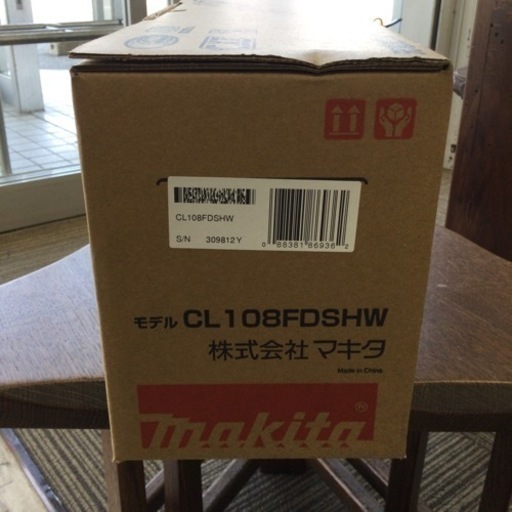 CL108FDSHW
S/N 309812Y
0 88381 86936 2
モデル CL108FDSHW
株式会社 マキタ
Made in China
makita